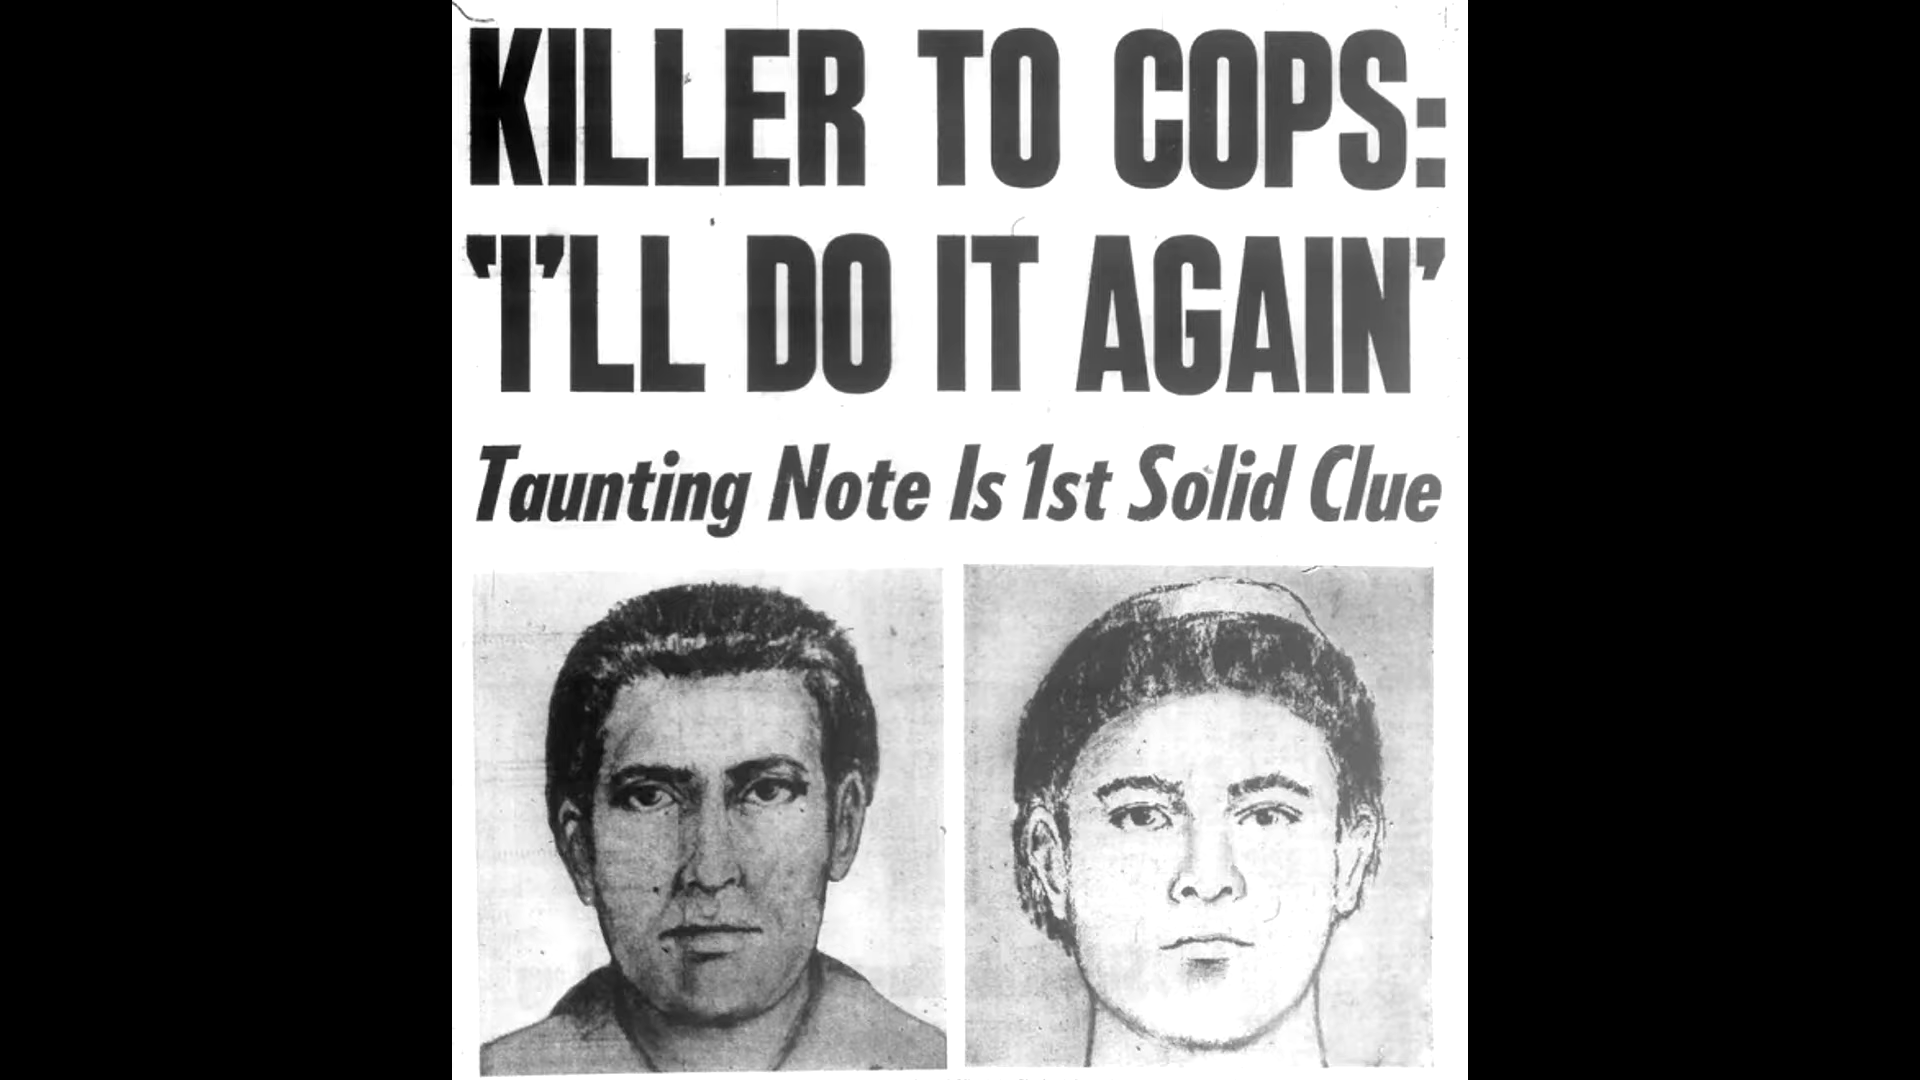 KILLER TO COPS:
'I'LL DO IT AGAIN'
Taunting Note Is 1st Solid Clue